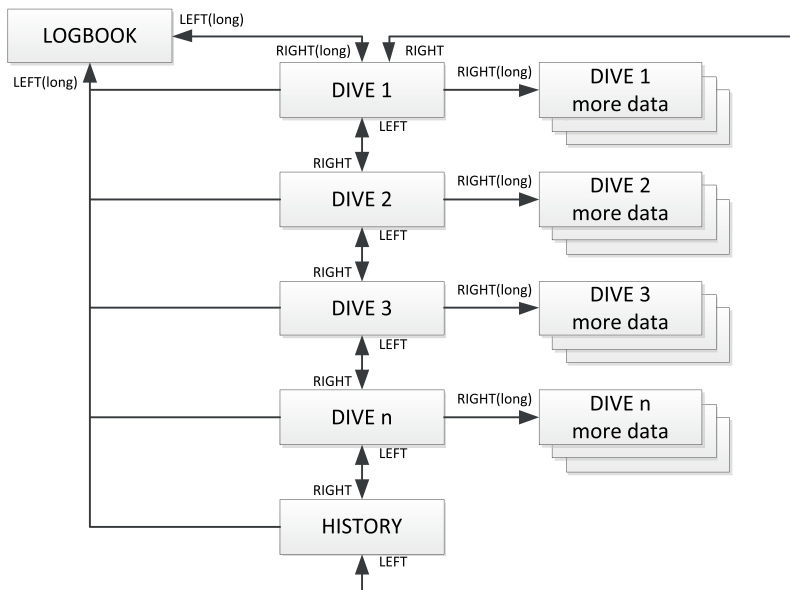 LEFT(long)
LOGBOOK
RIGHT(long)
RIGHT
LEFT(long)
DIVE 1
RIGHT(long)
DIVE 1
more data
LEFT
RIGHT
DIVE 2
RIGHT(long)
DIVE 2
more data
LEFT
RIGHT
DIVE 3
RIGHT(long)
DIVE 3
more data
LEFT
RIGHT
DIVE n
RIGHT(long)
DIVE n
more data
LEFT
RIGHT
HISTORY
LEFT